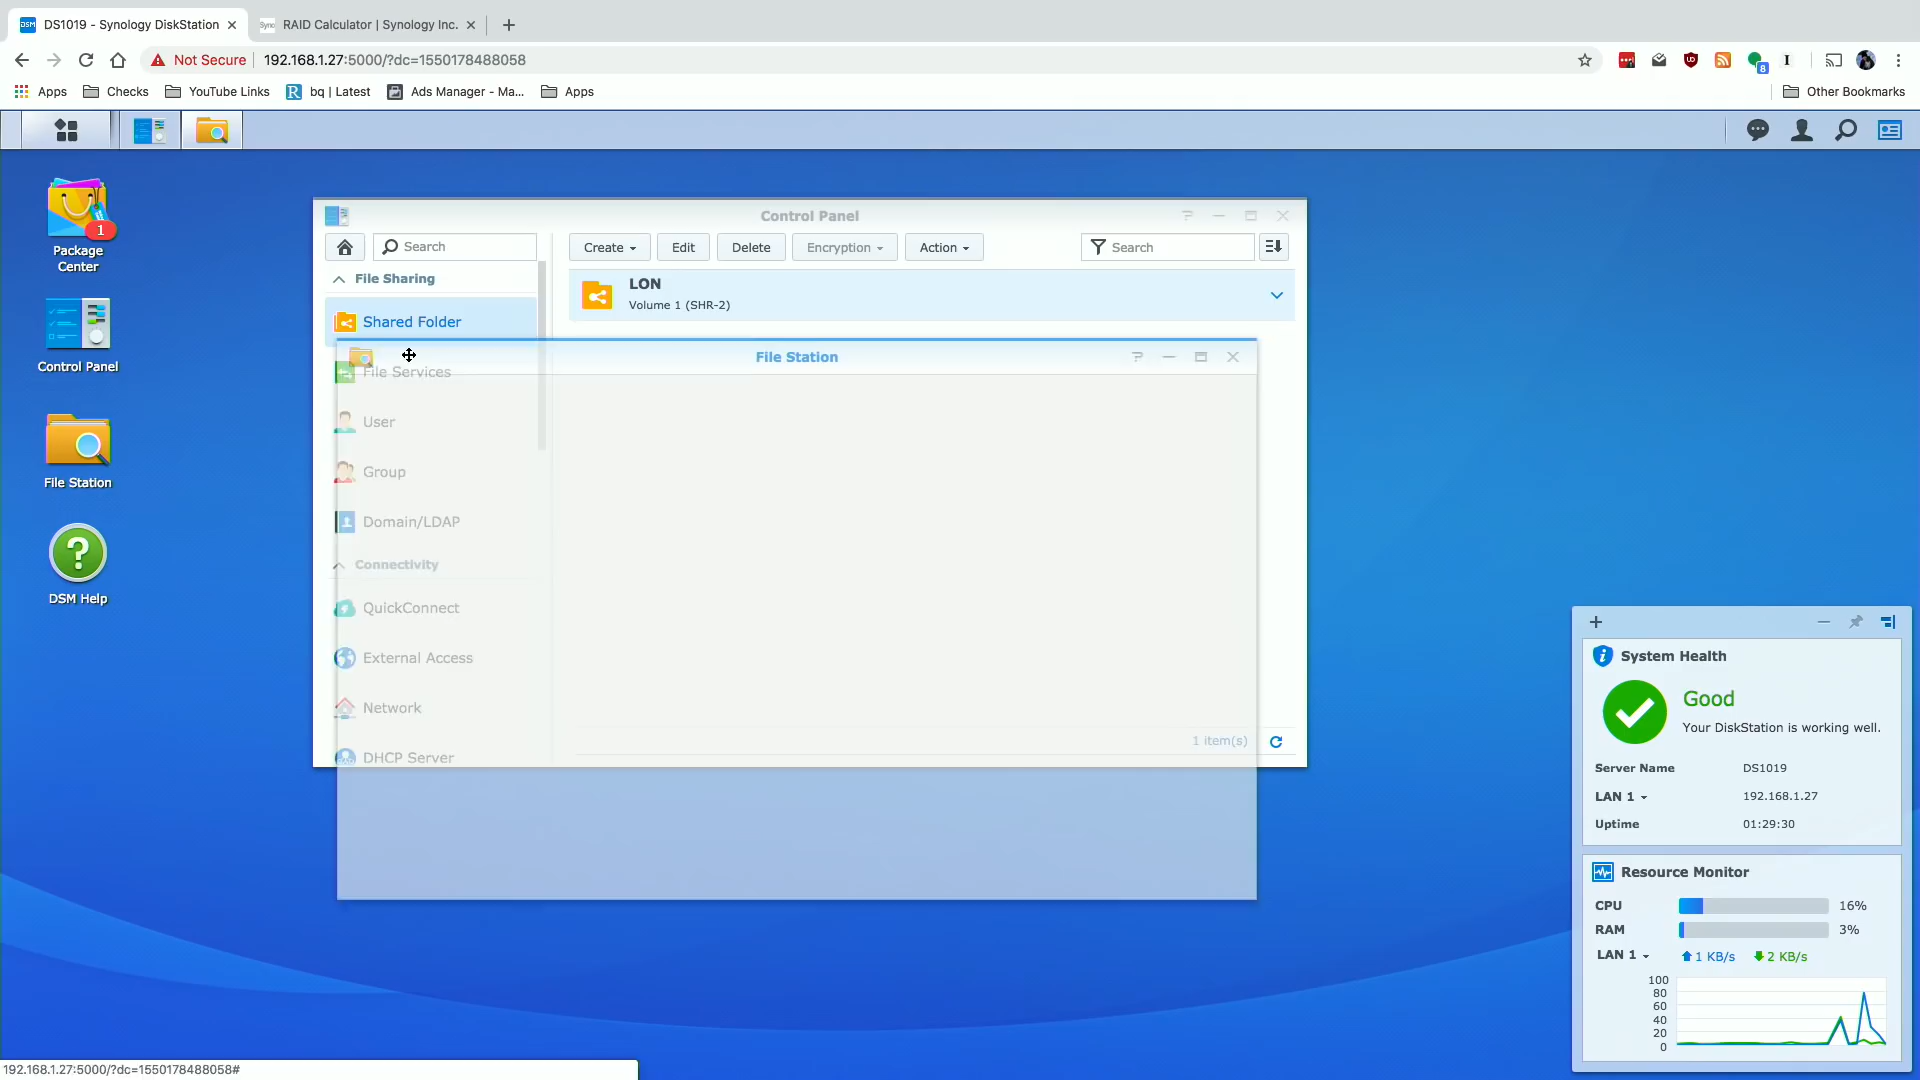 DS1019 - Synology DiskStation
RAID Calculator | Synology Inc.
Not Secure
192.168.1.27:5000/?dc=1550178488058
8
Apps
Checks
YouTube Links
bq | Latest
Ads Manager - Ma...
Apps
Other Bookmarks
1
Package
Center
Control Panel
File Station
DSM Help
Control Panel
Search
Create
Edit
Delete
Encryption
Action
Search
File Sharing
Shared Folder
LON
Volume 1 (SHR-2)
File Station
File Services
User
Group
Domain/LDAP
Connectivity
QuickConnect
External Access
Network
DHCP Server
1 item(s)
System Health
Good
Your DiskStation is working well.
Server Name DS1019
LAN 1 192.168.1.27
Uptime 01:29:30
Resource Monitor
CPU 16%
RAM 3%
LAN 1 1 KB/s 2 KB/s
100
80
60
40
20
0
192.168.1.27:5000/?dc=1550178488058#